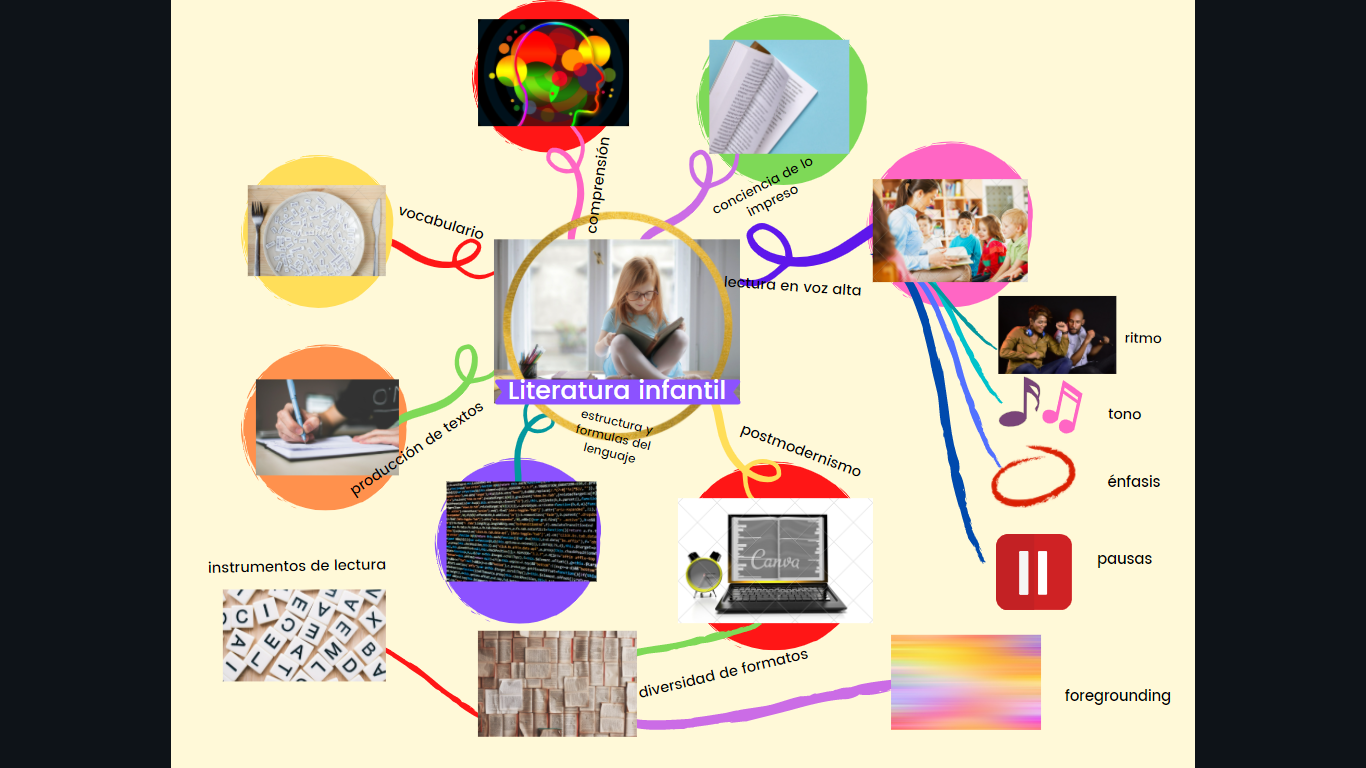 comprensión
conciencia de lo
impreso
vocabulario
lectura en voz alta
ritmo
tono
énfasis
pausas
Literatura infantil
estructura y
formulas del
lenguaje
producción de textos
postmodernismo
Canva
instrumentos de lectura
diversidad de formatos
foregrounding